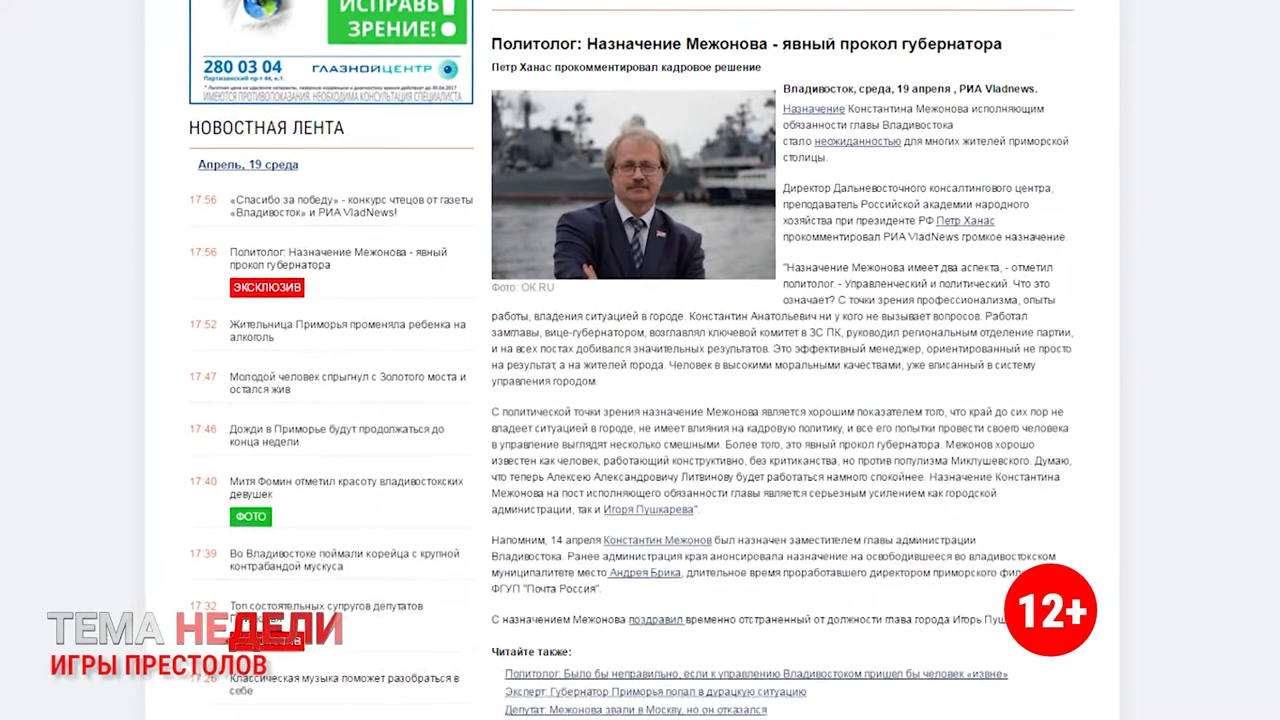 ИСПРАВЬ
ЗРЕНИЕ!
280 03 04
Партизанский пр-т 44, к.1.
ГЛАЗНОЙЦЕНТР
ИМЕЮТСЯ ПРОТИВОПОКАЗАНИЯ. НЕОБХОДИМА КОНСУЛЬТАЦИЯ СПЕЦИАЛИСТА
НОВОСТНАЯ ЛЕНТА
Апрель, 19 среда
17:56 «Спасибо за победу» - конкурс чтецов от газеты
«Владивосток» и РИА VladNews!
17:56 Политолог: Назначение Межонова - явный
прокол губернатора
ЭКСКЛЮЗИВ
17:52 Жительница Приморья променяла ребенка на
алкоголь
17:47 Молодой человек спрыгнул с Золотого моста и
остался жив
17:46 Дожди в Приморье будут продолжаться до
конца недели
17:40 Митя Фомин отметил красоту владивостокских
девушек
ФОТО
17:39 Во Владивостоке поймали корейца с крупной
контрабандой мускуса
17:32 Топ состоятельных супругов депутатов
17:26 Классическая музыка поможет разобраться в
себе
Политолог: Назначение Межонова - явный прокол губернатора
Петр Ханас прокомментировал кадровое решение
Фото: OK.RU
Владивосток, среда, 19 апреля , РИА Vladnews.
Назначение Константина Межонова исполняющим
обязанности главы Владивостока
стало неожиданностью для многих жителей приморской
столицы.
Директор Дальневосточного консалтингового центра,
преподаватель Российской академии народного
хозяйства при президенте РФ Петр Ханас
прокомментировал РИА VladNews громкое назначение.
"Назначение Межонова имеет два аспекта, - отметил
политолог. - Управленческий и политический. Что это
означает? С точки зрения профессионализма, опыты
работы, владения ситуацией в городе. Константин Анатольевич ни у кого не вызывает вопросов. Работал
замглавы, вице-губернатором, возглавлял ключевой комитет в ЗС ПК, руководил региональным отделение партии,
и на всех постах добивался значительных результатов. Это эффективный менеджер, ориентированный не просто
на результат, а на жителей города. Человек в высокими моральными качествами, уже вписанный в систему
управления городом.
С политической точки зрения назначение Межонова является хорошим показателем того, что край до сих пор не
владеет ситуацией в городе, не имеет влияния на кадровую политику, и все его попытки провести своего человека
в управление выглядят несколько смешными. Более того, это явный прокол губернатора. Межонов хорошо
известен как человек, работающий конструктивно, без критиканства, но против популизма Миклушевского. Думаю,
что теперь Алексею Александровичу Литвинову будет работаться намного спокойнее. Назначение Константина
Межонова на пост исполняющего обязанности главы является серьезным усилением как городской
администрации, так и Игоря Пушкарева".
Напомним, 14 апреля Константин Межонов был назначен заместителем главы администрации
Владивостока. Ранее администрация края анонсировала назначение на освободившееся во владивостокском
муниципалитете место Андрея Брика, длительное время проработавшего директором приморского фил
ФГУП "Почта Россия".
С назначением Межонова поздравил временно отстраненный от должности глава города Игорь Пуш
Читайте также:
Политолог: Было бы неправильно, если к управлению Владивостоком пришел бы человек «извне»
Эксперт: Губернатор Приморья попал в дурацкую ситуацию
Депутат: Межонова звали в Москву, но он отказался
12+
ТЕМА НЕДЕЛИ
ИГРЫ ПРЕСТОЛОВ